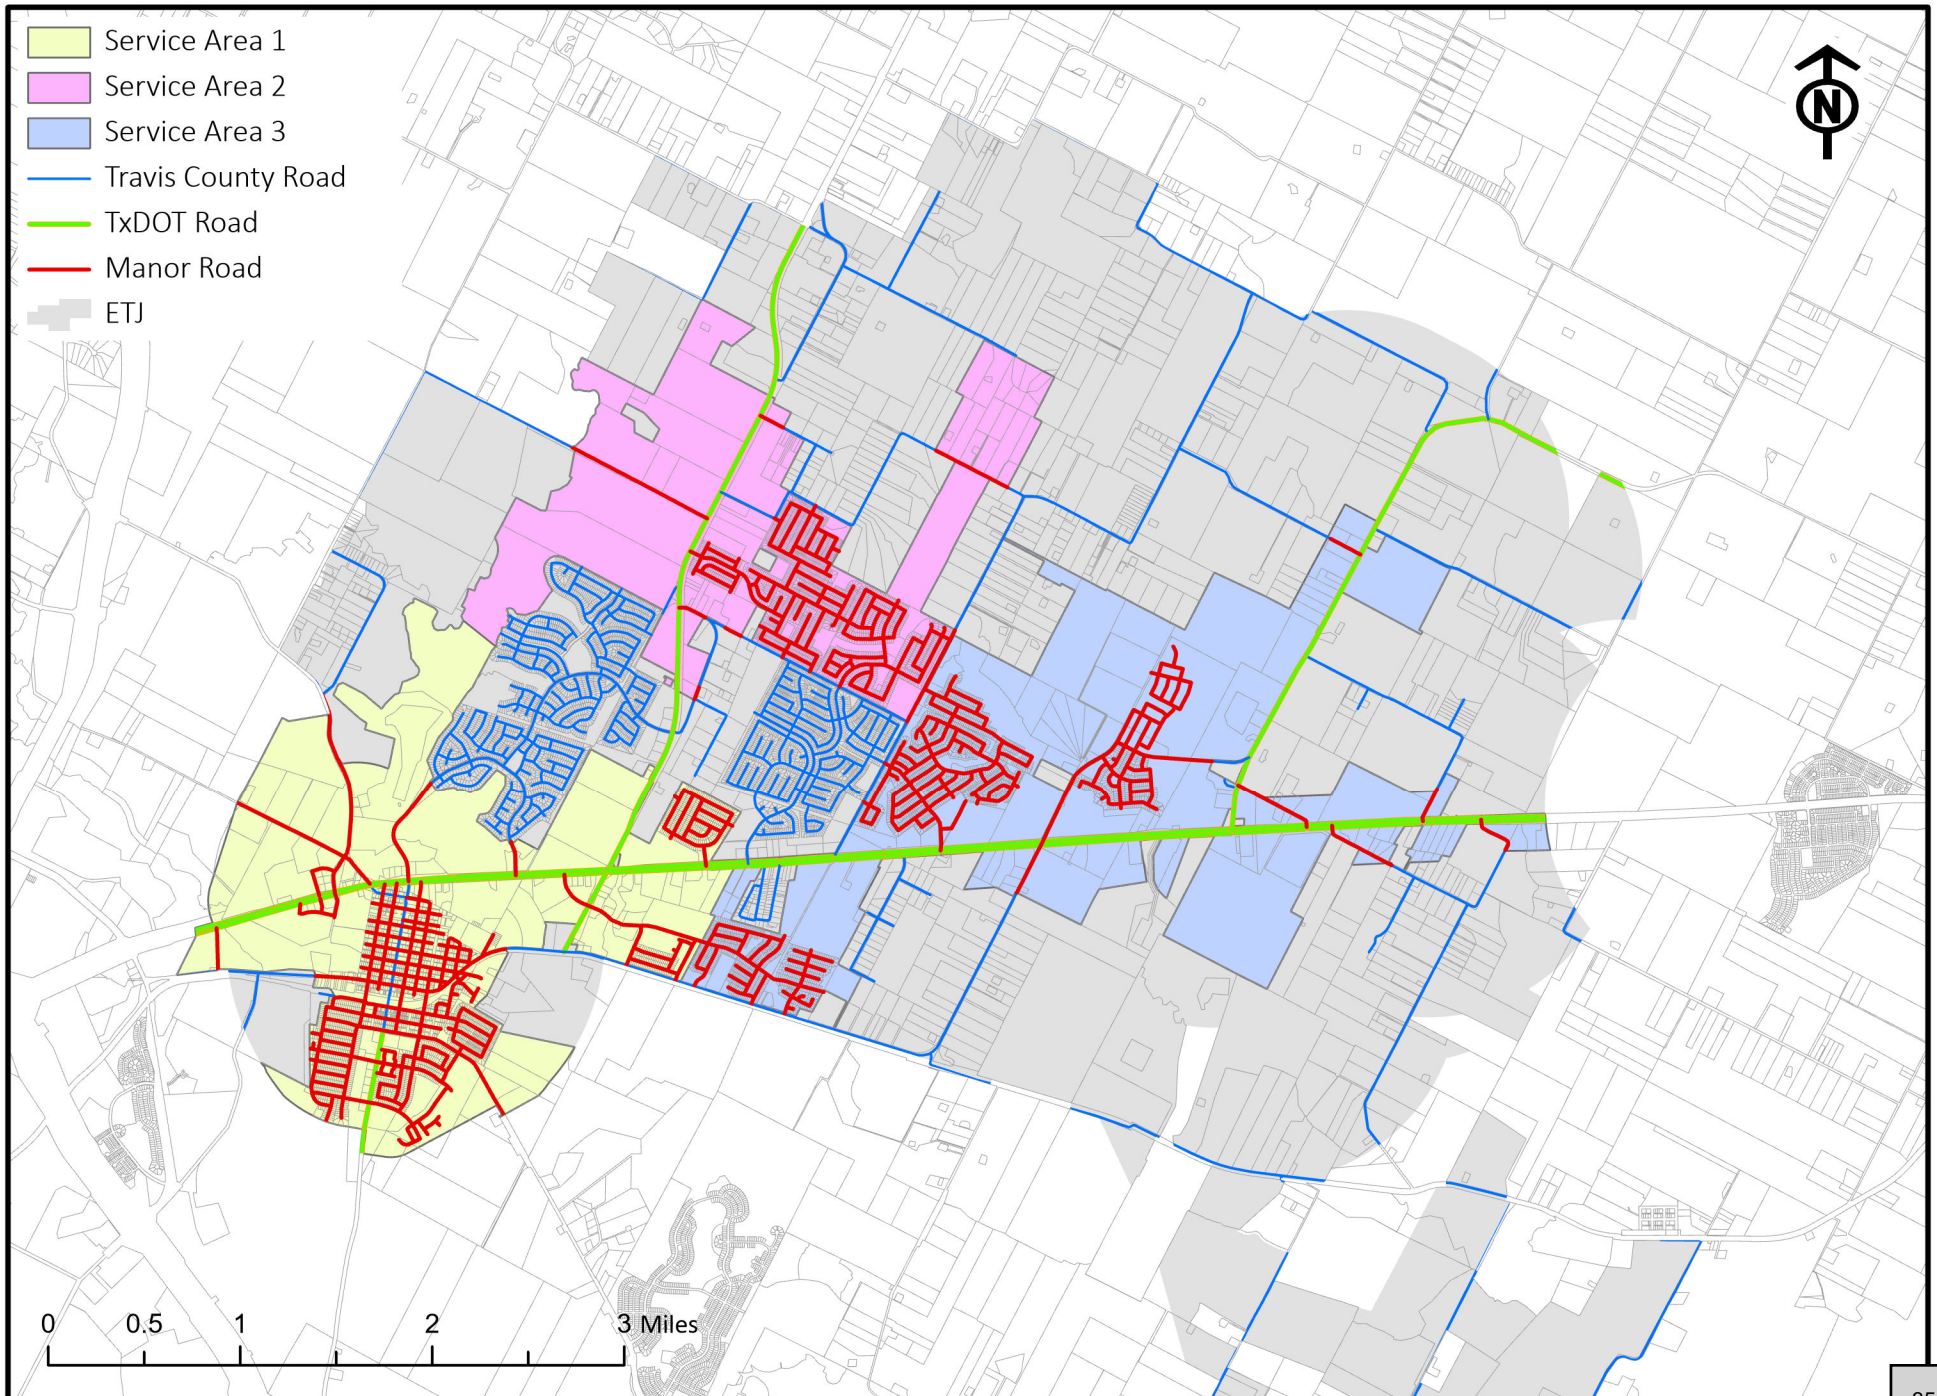 Service Area 1
Service Area 2
Service Area 3
Travis County Road
TxDOT Road
Manor Road
ETJ
N
0 0.5 1 2 3 Miles